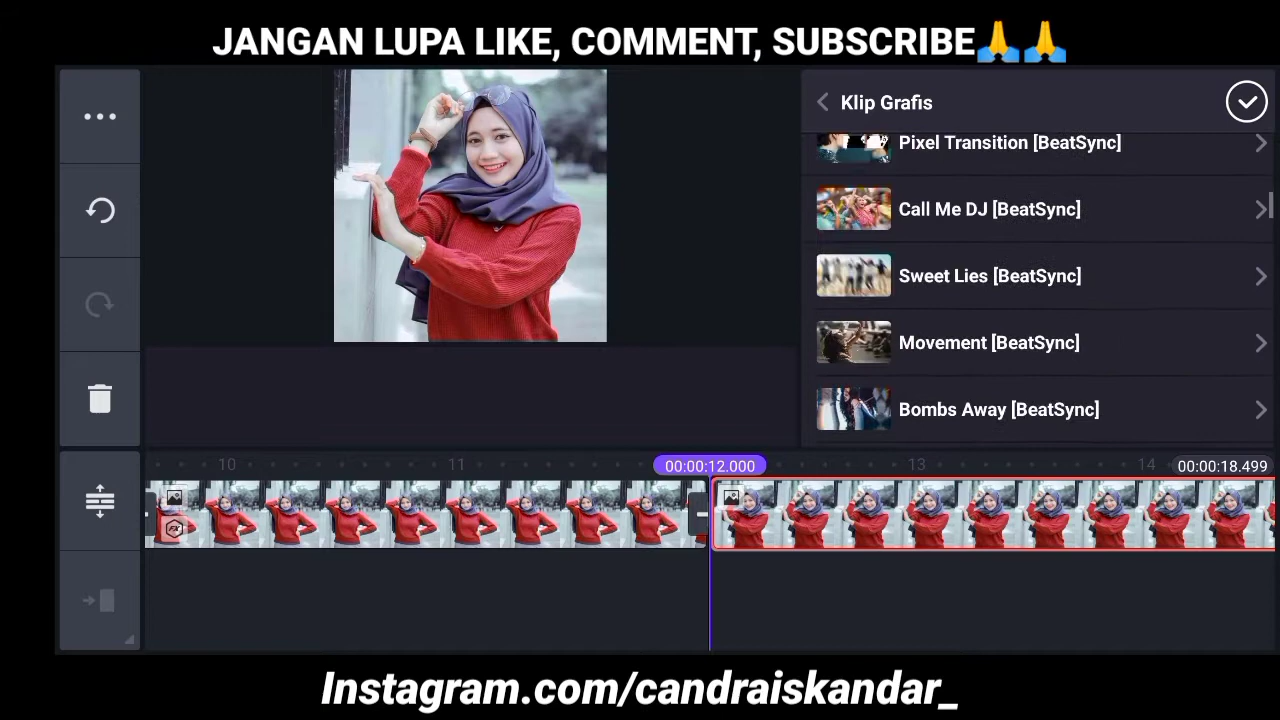 JANGAN LUPA LIKE, COMMENT, SUBSCRIBE🙏🙏
Klip Grafis
Pixel Transition [BeatSync]
Call Me DJ [BeatSync]
Sweet Lies [BeatSync]
Movement [BeatSync]
Bombs Away [BeatSync]
10
11
00:00:12.000
13
14
00:00:18.499
FX
Instagram.com/candraiskandar_